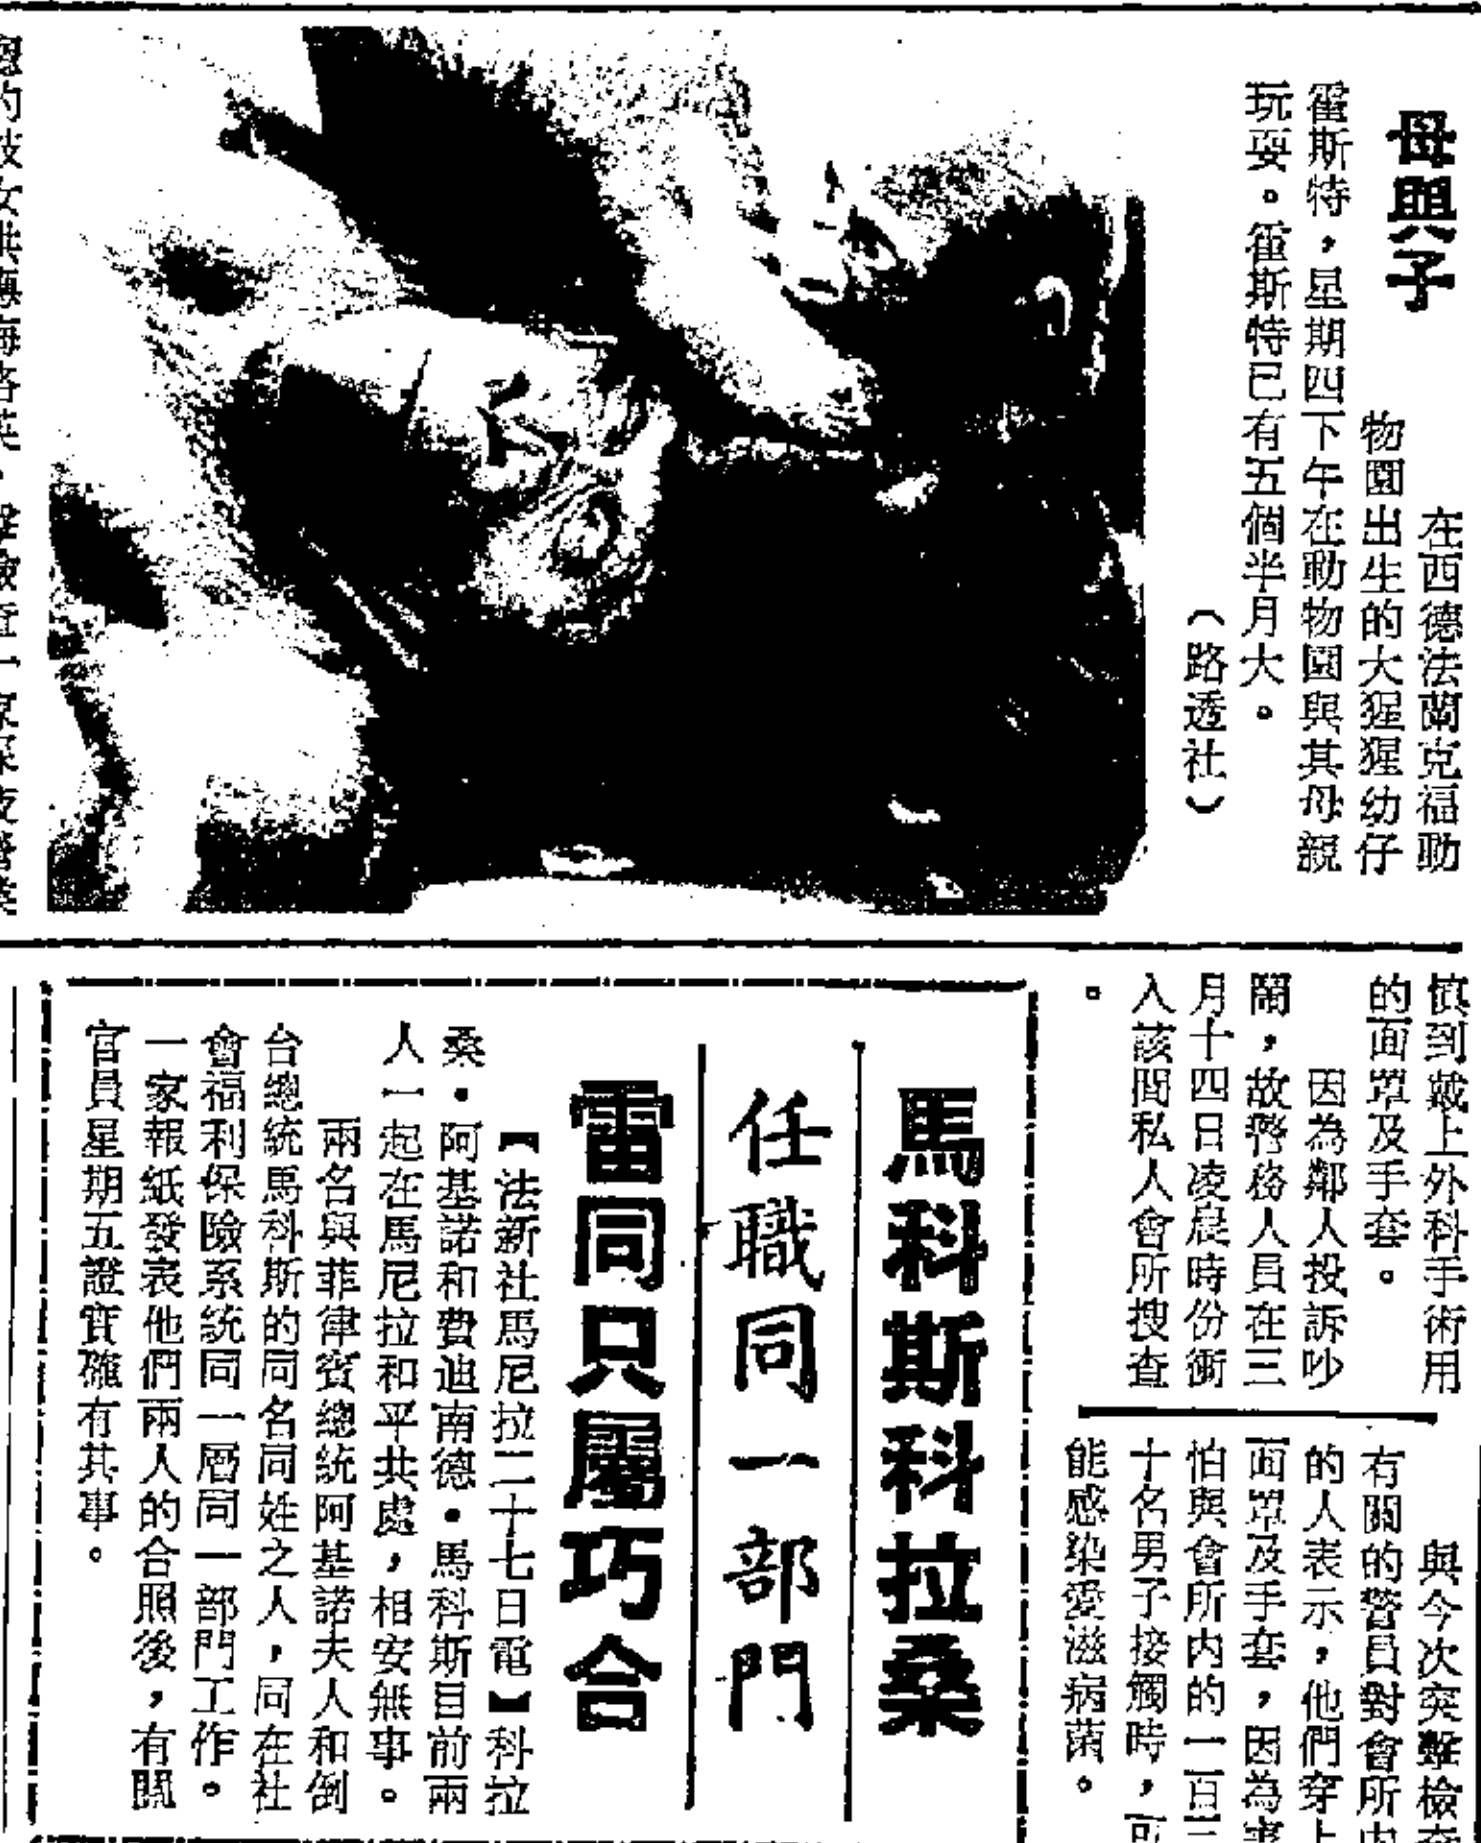 母與子
在西德法蘭克福動
物園出生的大猩猩幼仔
霍斯特，星期四下午在動物園與其母親
玩耍。霍斯特已有五個半月大。
（路透社）
慎到戴上外科手術用
的面罩及手套。
因為鄰人投訴吵
鬧，故警務人員在三
月十四日凌晨時份衝
入該間私人會所搜查
。
與今次突擊檢查
有關的警員對會所內
的人表示，他們穿上
面罩及手套，因為害
怕與會所內的一百三
十名男子接觸時，可
能感染愛滋病菌。
馬科斯科拉桑
任職同一部門
雷同只屬巧合
【法新社馬尼拉二十七日電】科拉
桑・阿基諾和費迪南德・馬科斯目前兩
人一起在馬尼拉和平共處，相安無事。
兩名與菲律賓總統阿基諾夫人和倒
台總統馬科斯的同名同姓之人，同在社
會福利保險系統同一層同一部門工作。
一家報紙發表他們兩人的合照後，有關
官員星期五證實確有其事。